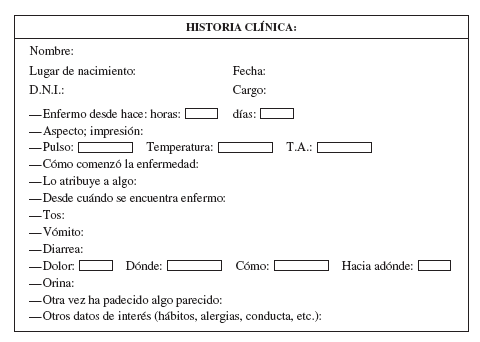 HISTORIA CLÍNICA:
Nombre:
Lugar de nacimiento: Fecha:
D.N.I.: Cargo:
—Enfermo desde hace: horas: días:
—Aspecto; impresión:
—Pulso: Temperatura: T.A.:
—Cómo comenzó la enfermedad:
—Lo atribuye a algo:
—Desde cuándo se encuentra enfermo:
—Tos:
—Vómito:
—Diarrea:
—Dolor: Dónde: Cómo: Hacia adónde:
—Orina:
—Otra vez ha padecido algo parecido:
—Otros datos de interés (hábitos, alergias, conducta, etc.):